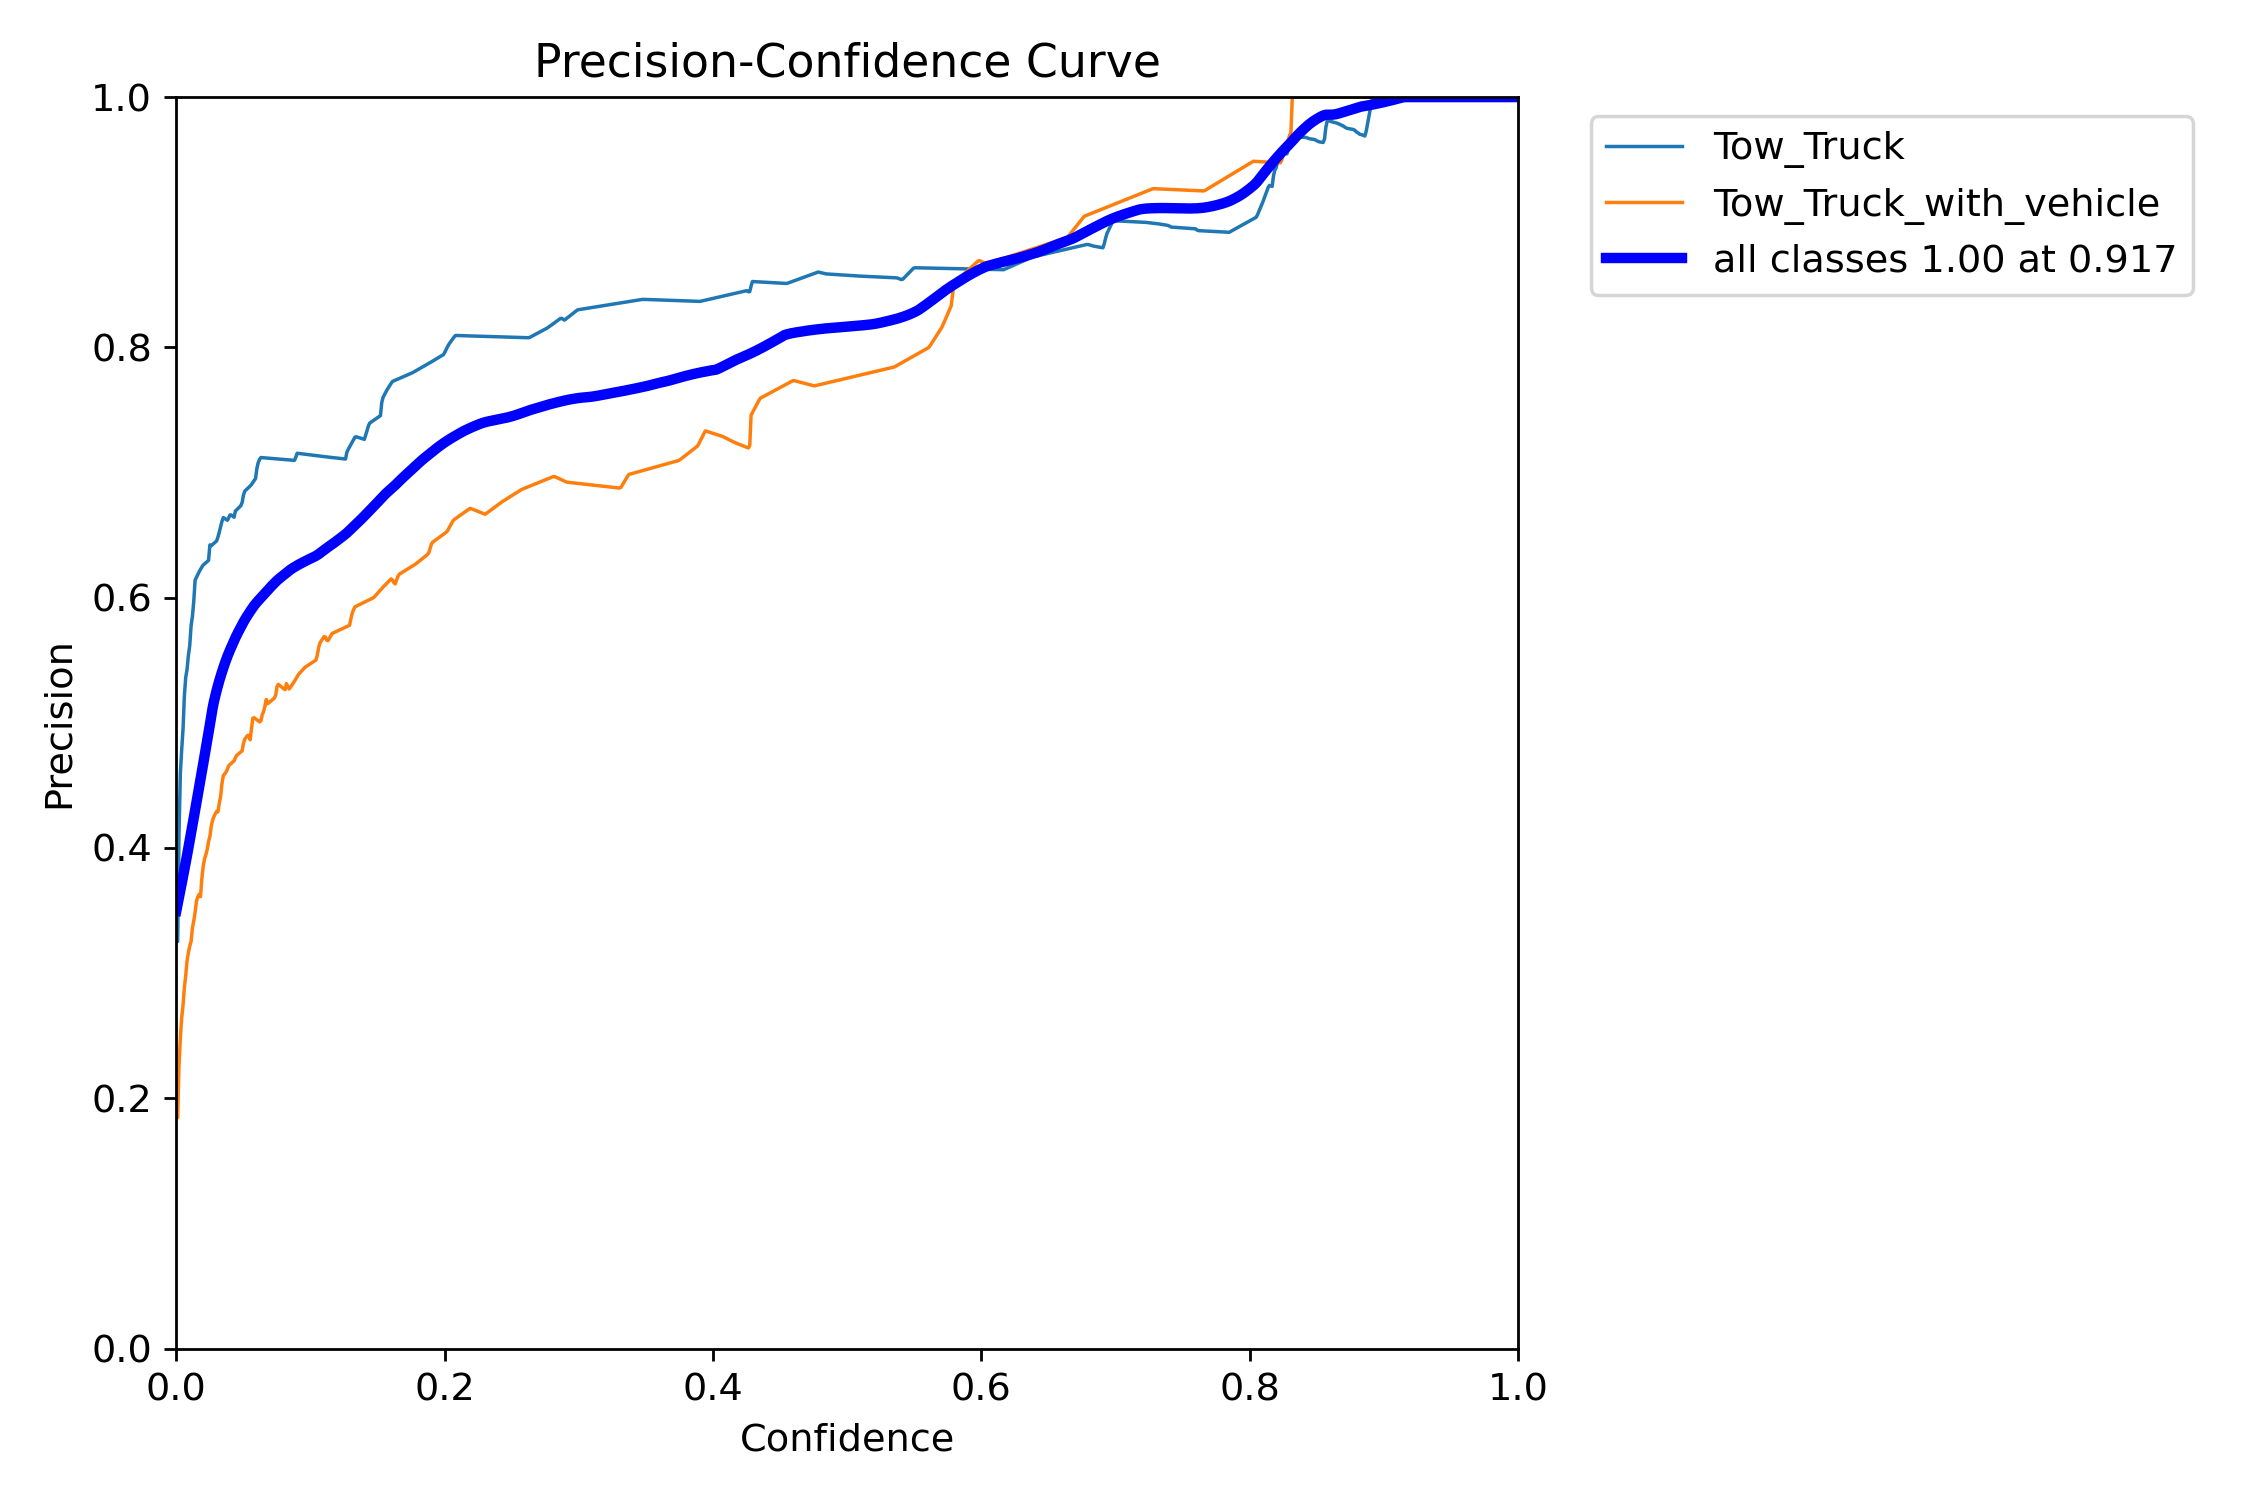 Precision-Confidence Curve
1.0
0.8
0.6
0.4
0.2
0.0
Precision
0.0 0.2 0.4 0.6 0.8 1.0
Confidence
Tow_Truck
Tow_Truck_with_vehicle
all classes 1.00 at 0.917